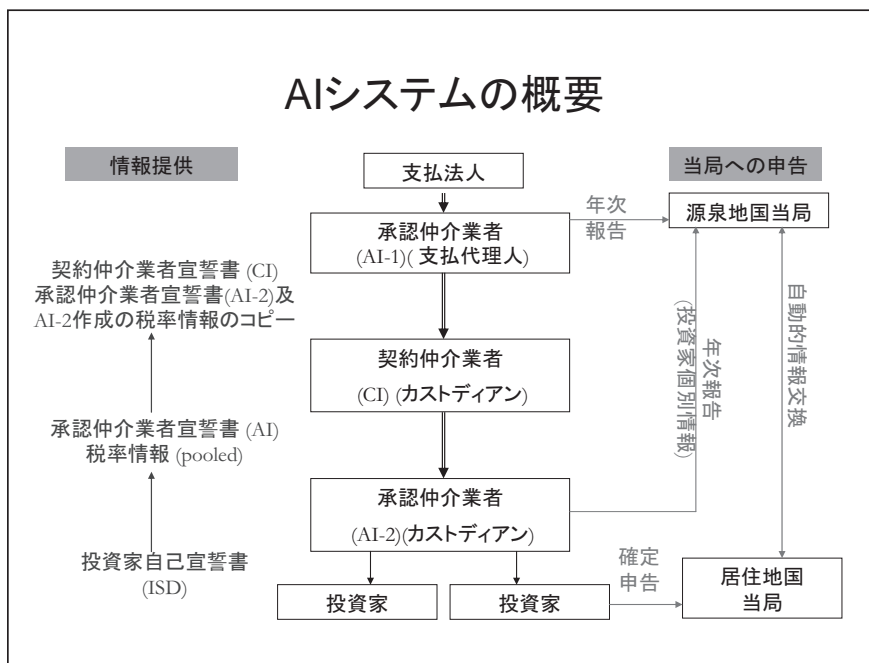 AIシステムの概要
情報提供
契約仲介業者宣誓書 (CI)
承認仲介業者宣誓書(AI-2)及
AI-2作成の税率情報のコピー
承認仲介業者宣誓書 (AI)
税率情報 (pooled)
投資家自己宣誓書
(ISD)
支払法人
承認仲介業者
(AI-1)( 支払代理人)
契約仲介業者
(CI) (カストディアン)
承認仲介業者
(AI-2)(カストディアン)
投資家
投資家
当局への申告
年次
報告
源泉地国当局
年次報告
(投資家個別情報)
自動的情報交換
確定
申告
居住地国
当局